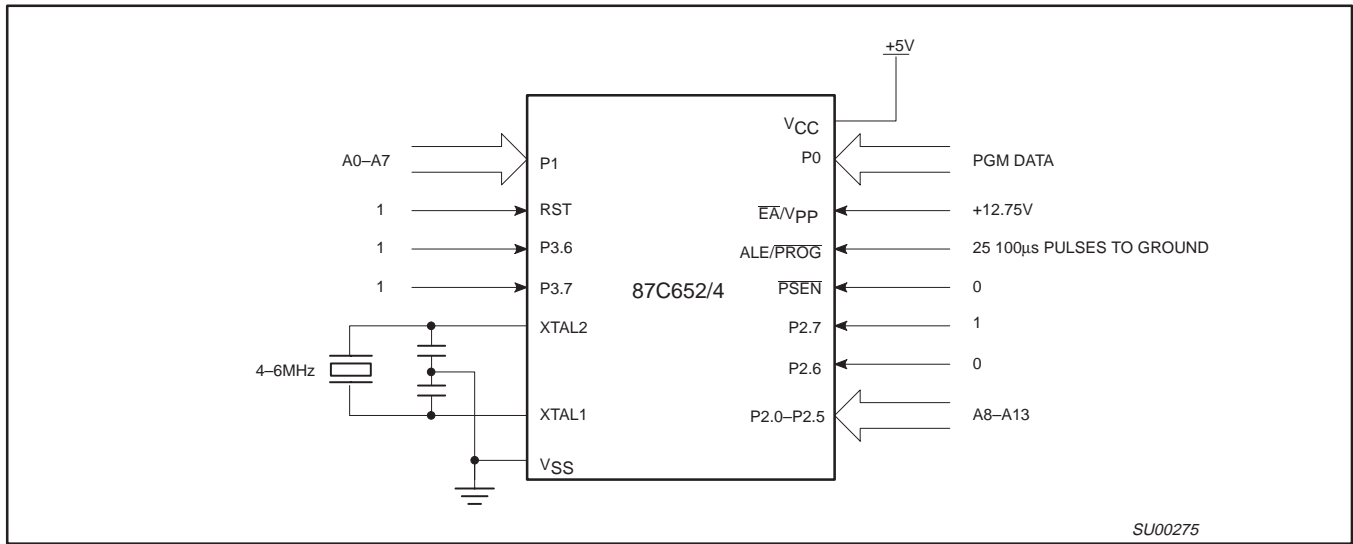 +5V
VCC
A0–A7
P1
P0
PGM DATA
1
RST
EA/VPP
+12.75V
1
P3.6
ALE/PROG
25 100µs PULSES TO GROUND
1
P3.7
87C652/4
PSEN
0
XTAL2
P2.7
1
4–6MHz
P2.6
0
XTAL1
P2.0–P2.5
A8–A13
VSS
SU00275